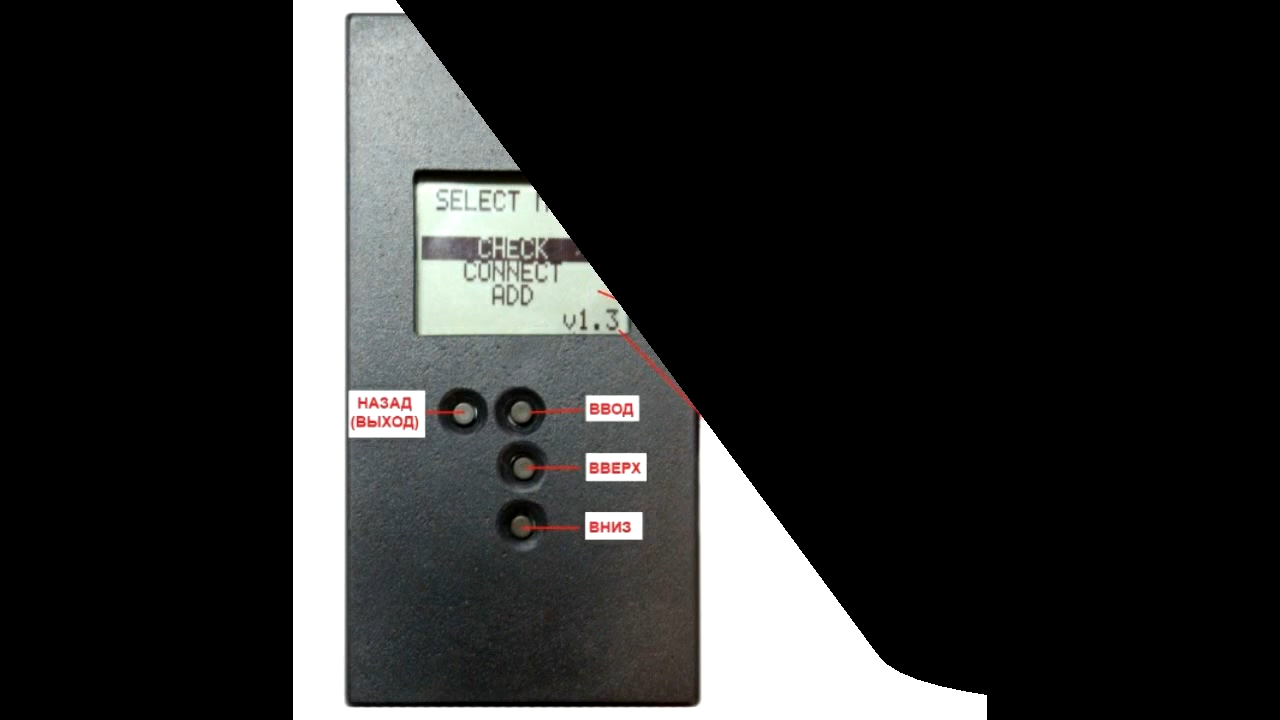 SELECT
CHECK
CONNECT
ADD
v1.3
НАЗАД
(ВЫХОД)
ВВОД
ВВЕРХ
ВНИЗ